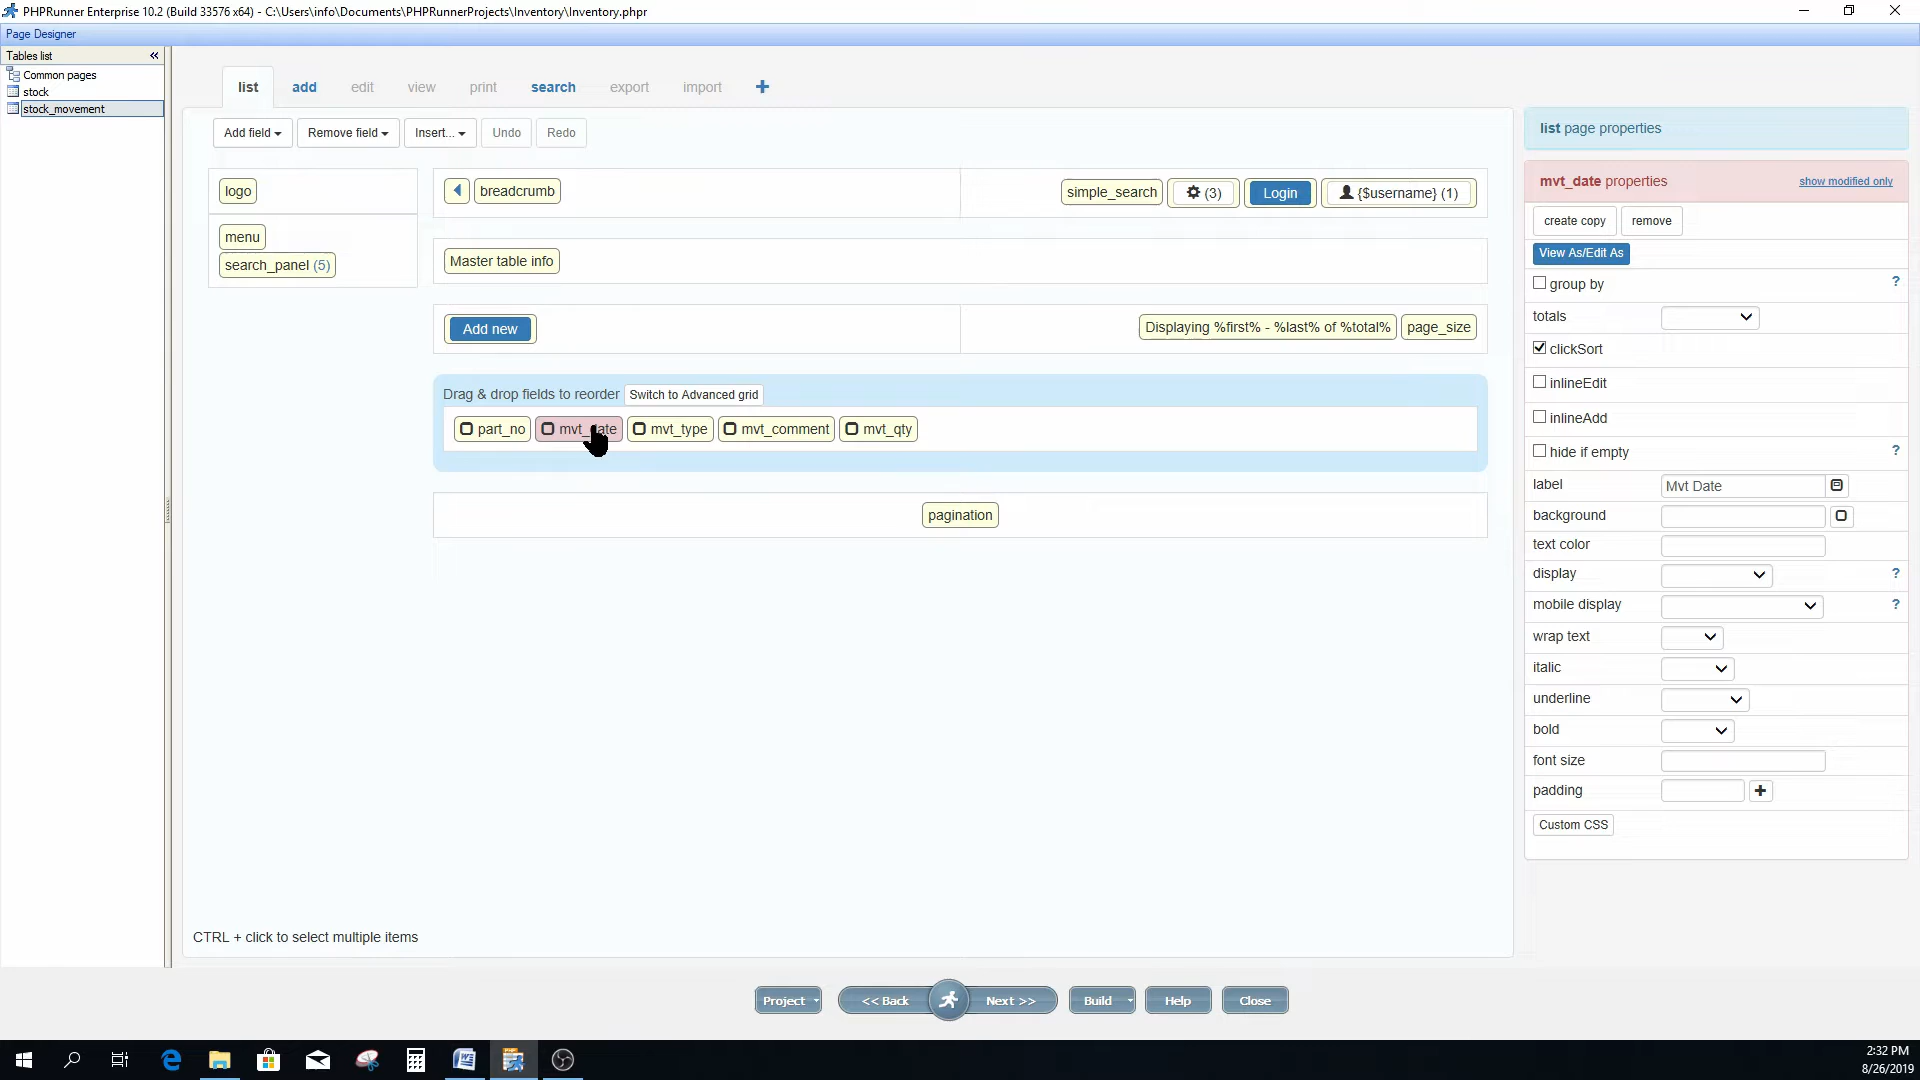 PHPRunner Enterprise 10.2 (Build 33576 x64) - C:\Users\info\Documents\PHPRunnerProjects\Inventory\Inventory.phpr
Page Designer
Tables list
Common pages
stock
stock_movement
list add edit view print search export import
Add field Remove field Insert... Undo Redo
logo
menu
search_panel (5)
breadcrumb simple_search (3) Login {$username} (1)
Master table info
Add new Displaying %first% - %last% of %total% page_size
Drag & drop fields to reorder Switch to Advanced grid
part_no mvt_date mvt_type mvt_comment mvt_qty
pagination
CTRL + click to select multiple items
list page properties
mvt_date properties show modified only
create copy remove
View As/Edit As
group by ?
totals
clickSort
inlineEdit
inlineAdd
hide if empty ?
label Mvt Date
background
text color
display ?
mobile display ?
wrap text
italic
underline
bold
font size
padding
Custom CSS
Project << Back Next >> Build Help Close
2:32 PM
8/26/2019